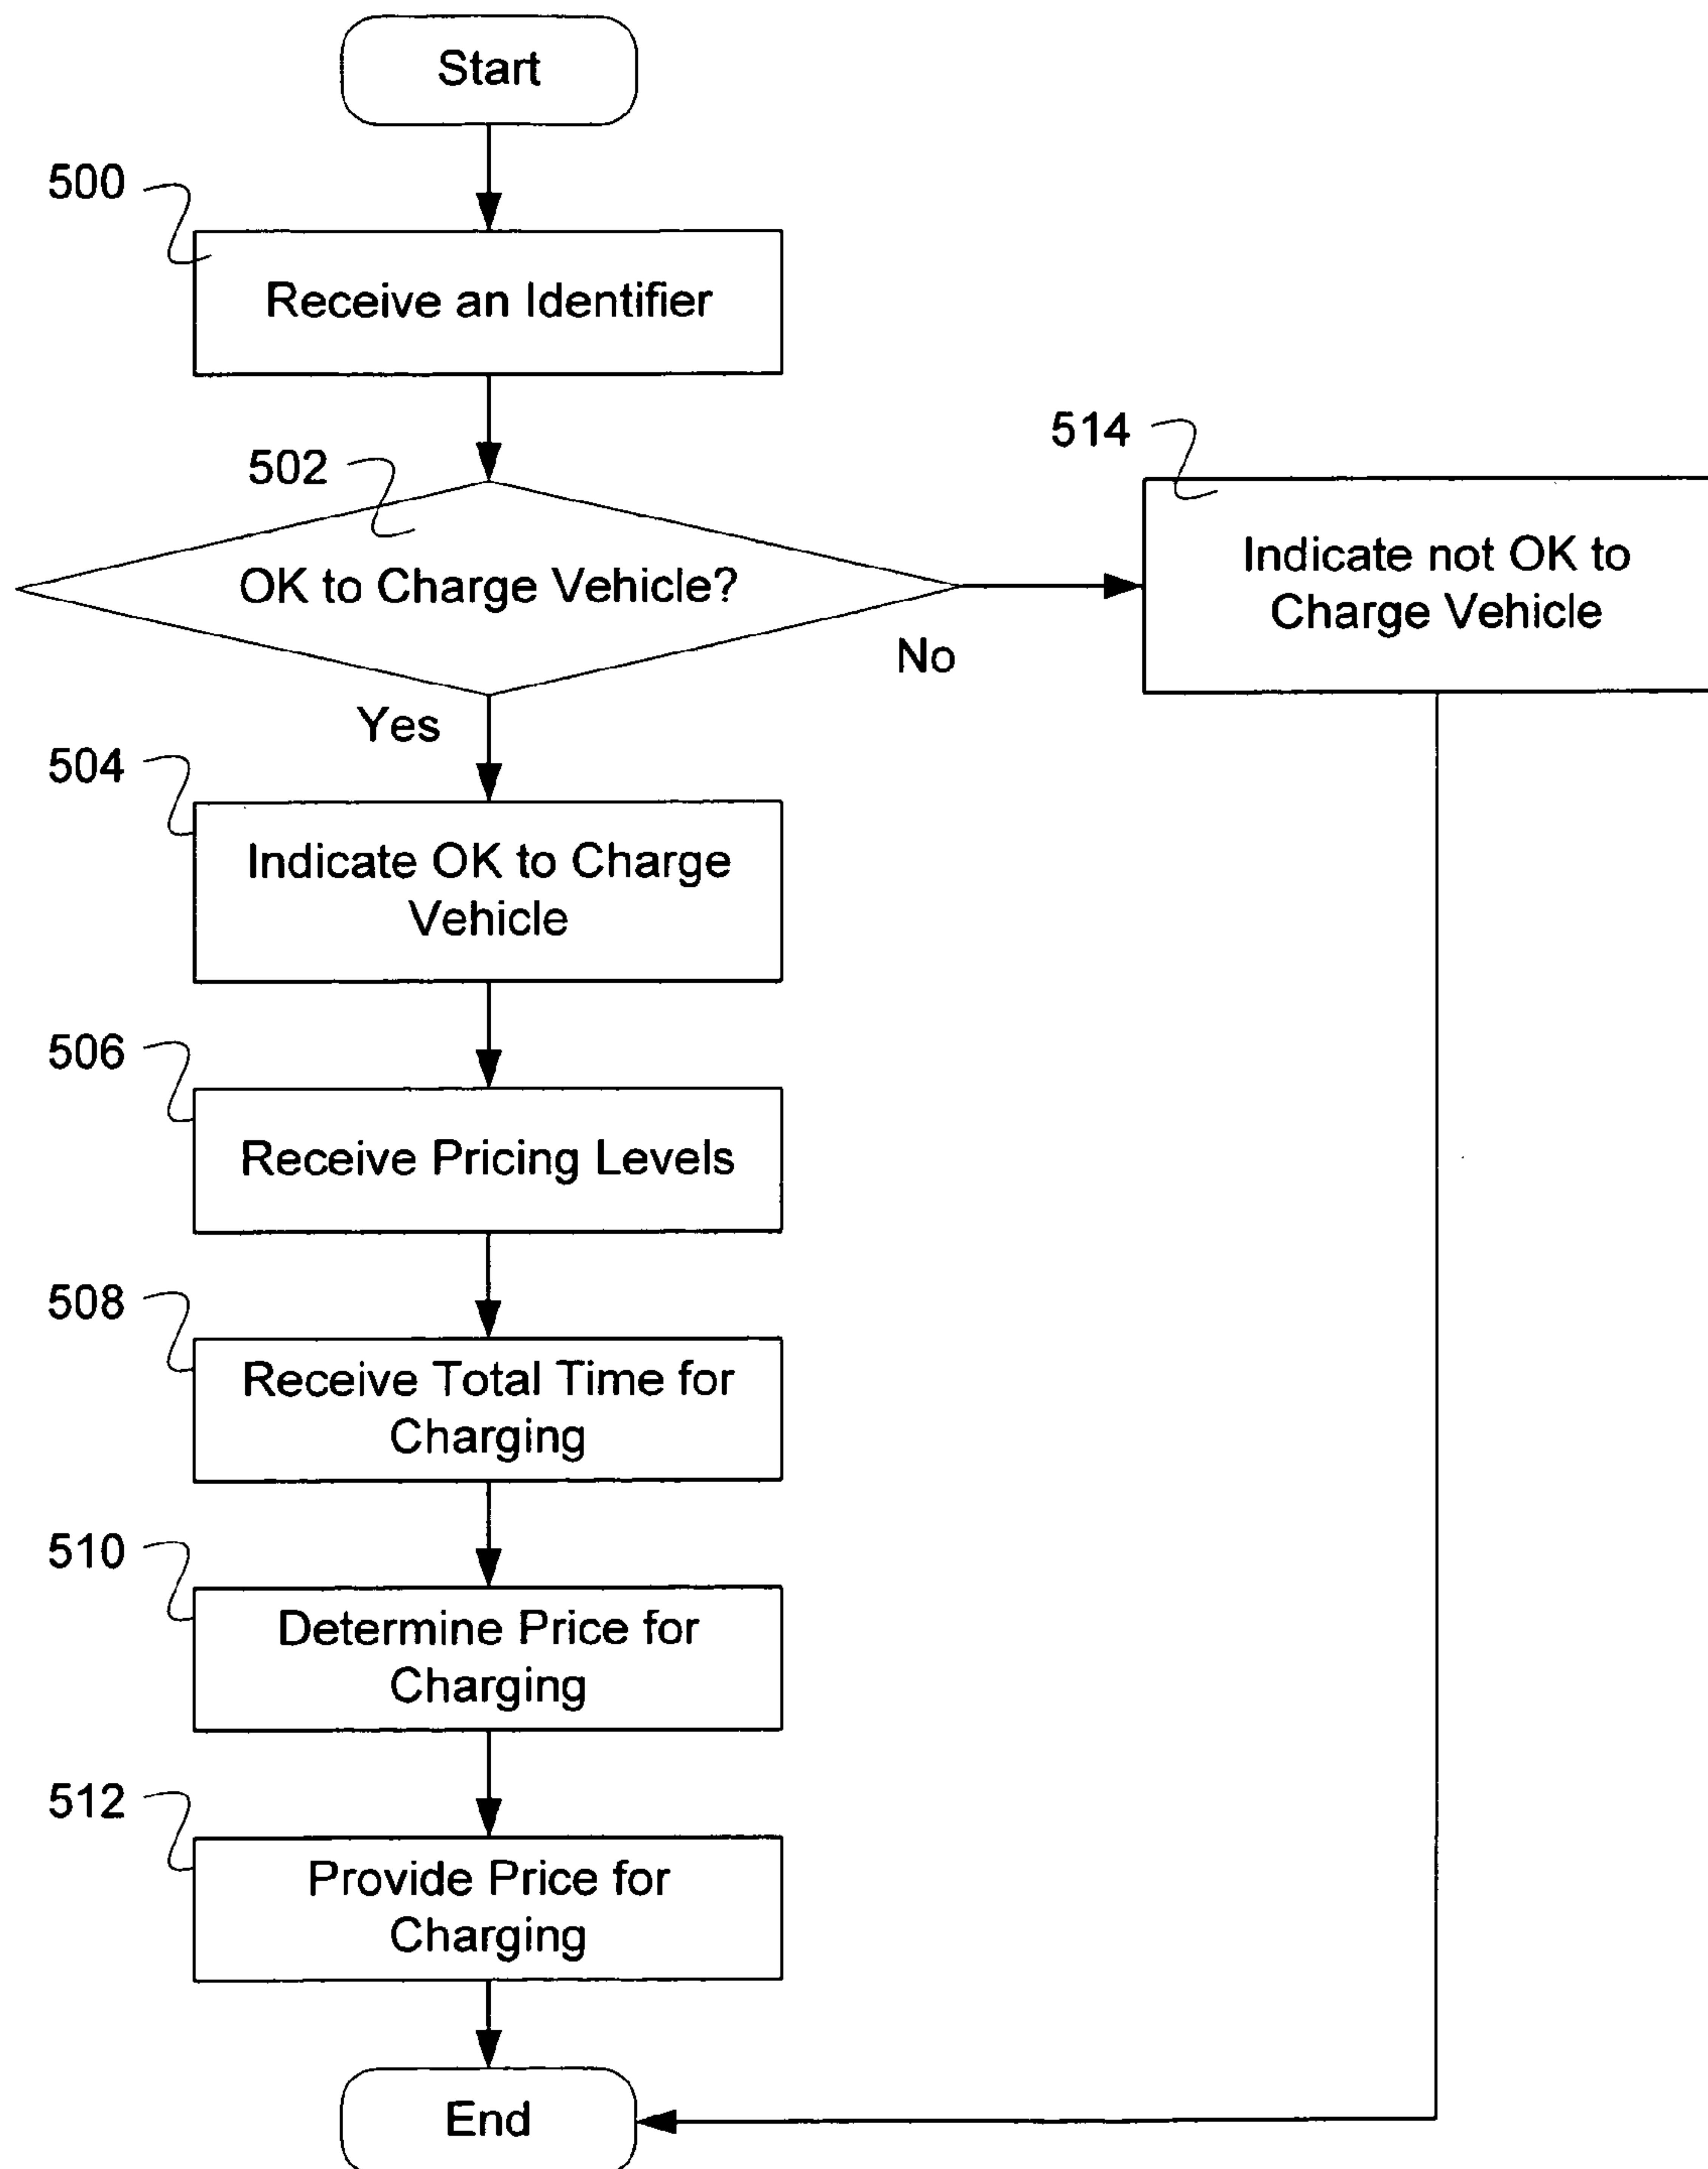 Start
500
Receive an Identifier
502
OK to Charge Vehicle?
514
Indicate not OK to
Charge Vehicle
No
Yes
504
Indicate OK to Charge
Vehicle
506
Receive Pricing Levels
508
Receive Total Time for
Charging
510
Determine Price for
Charging
512
Provide Price for
Charging
End